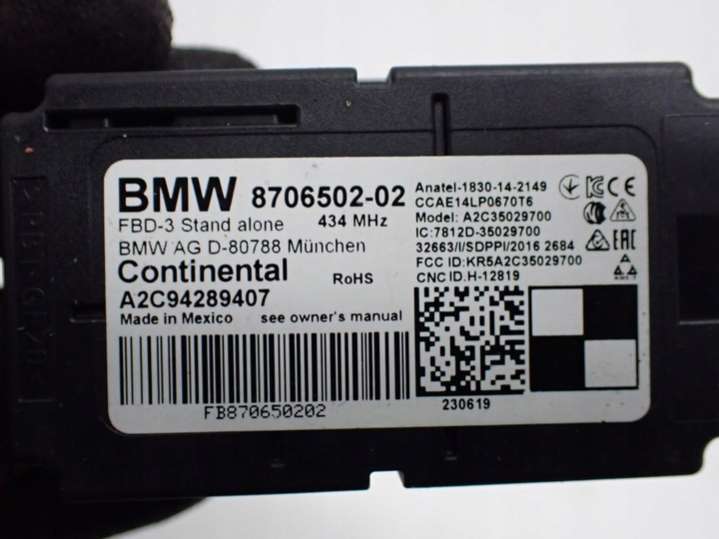 BMW 8706502-02
FBD-3 Stand alone 434 MHz
BMW AG D-80788 München
Continental RoHS
A2C94289407
Made in Mexico see owner's manual
FB870650202
Anatel-1830-14-2149
CCAE14LP0670T6
Model: A2C35029700
IC:7812D-35029700
32663/I/SDPPI/2016 2684
FCC ID:KR5A2C35029700
CNC ID.H-12819
230619